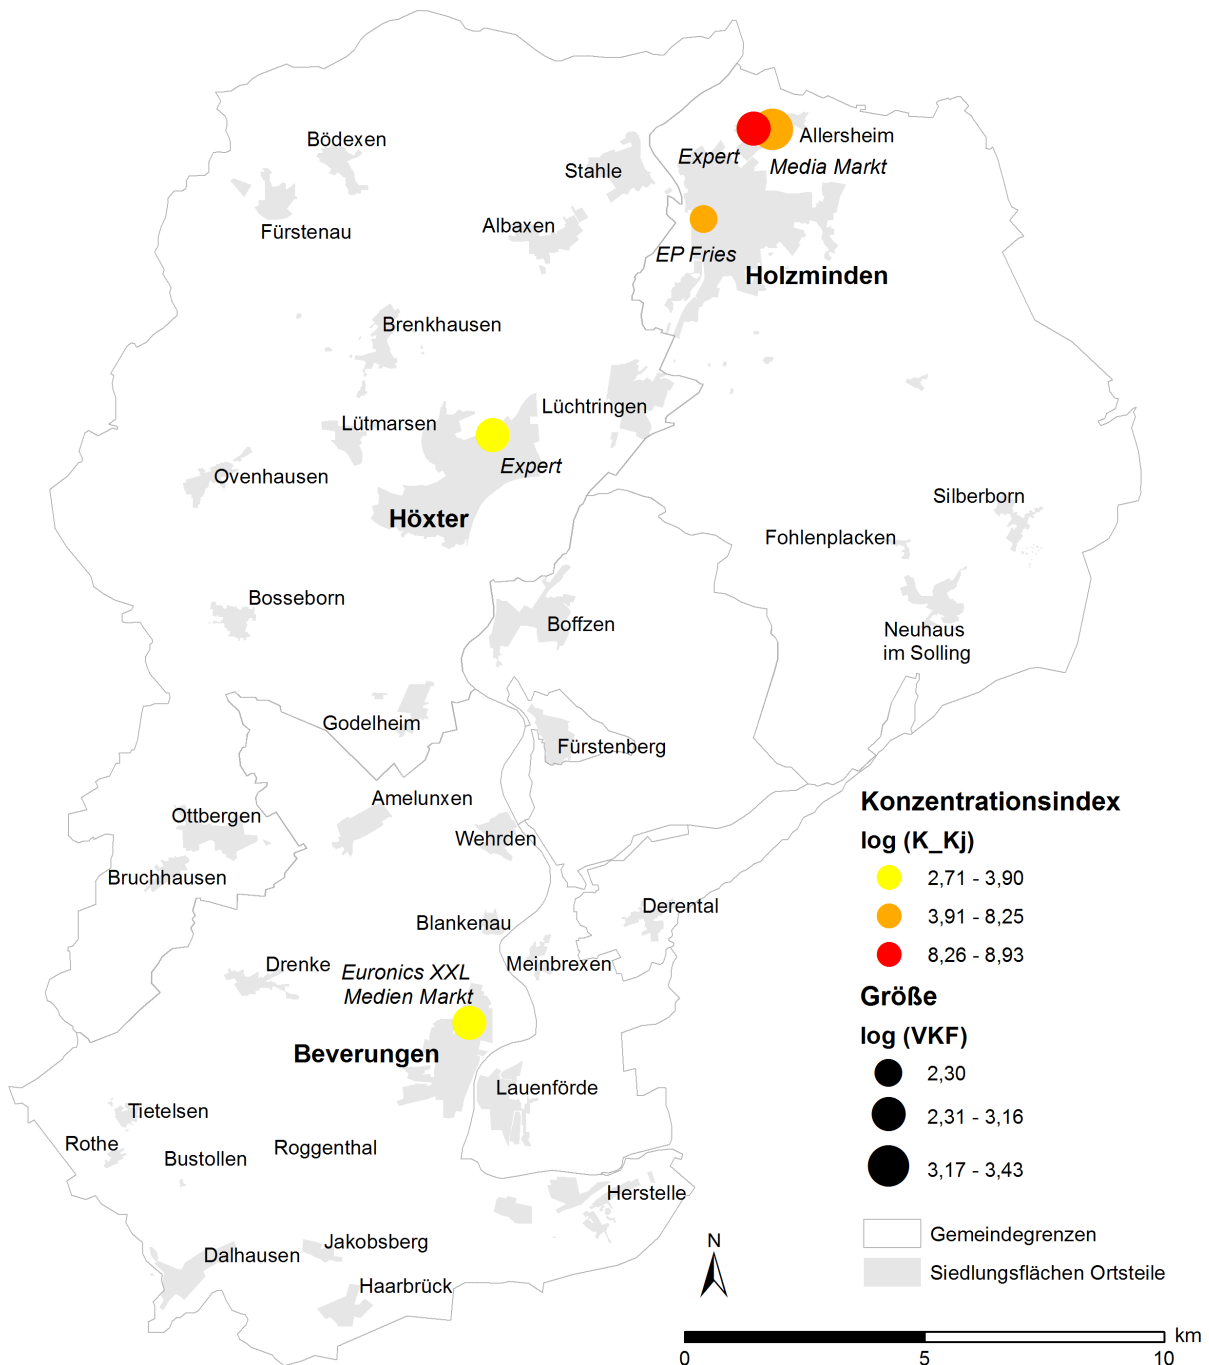 Bödexen
Fürstenau
Stahle
Albaxen
Expert
Allersheim
Media Markt
EP Fries
Holzminden
Brenkhausen
Lütmarsen
Lüchtringen
Ovenhausen
Expert
Höxter
Silberborn
Fohlenplacken
Bosseborn
Boffzen
Neuhaus
im Solling
Godelheim
Fürstenberg
Amelunxen
Ottbergen
Wehrden
Bruchhausen
Blankenau
Derental
Drenke
Meinbrexen
Euronics XXL
Medien Markt
Beverungen
Lauenförde
Tietelsen
Rothe
Bustollen
Roggenthal
Herstelle
Jakobsberg
Dalhausen
Haarbrück
Konzentrationsindex
log (K_Kj)
2,71 - 3,90
3,91 - 8,25
8,26 - 8,93
Größe
log (VKF)
2,30
2,31 - 3,16
3,17 - 3,43
Gemeindegrenzen
Siedlungsflächen Ortsteile
N
km
0 5 10